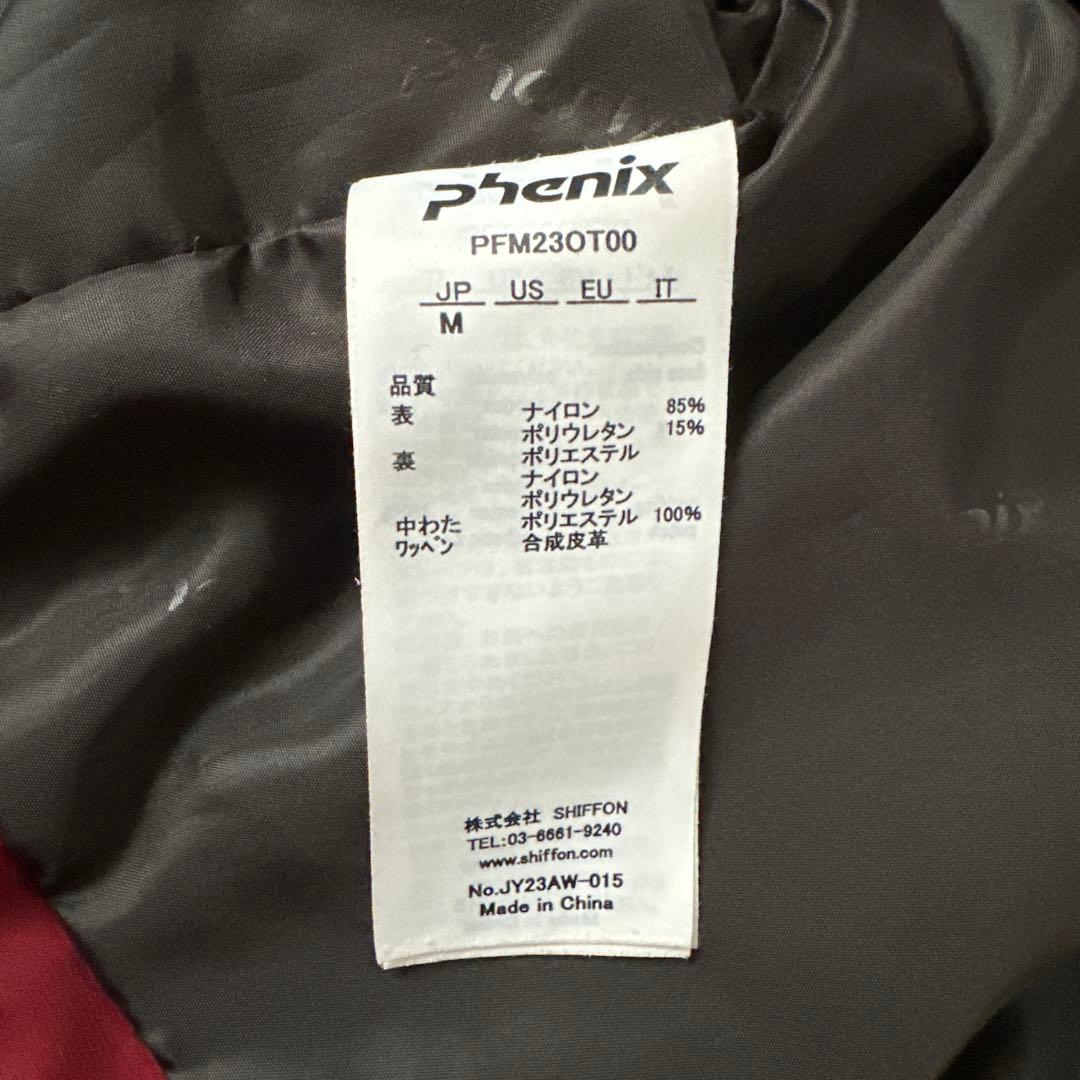 Phenix
PFM23OT00
JP US EU IT
M
品質
表 ナイロン 85%
ポリウレタン 15%
裏 ポリエステル
ナイロン
ポリウレタン
中わた ポリエステル 100%
ワッペン 合成皮革
株式会社 SHIFFON
TEL:03-6661-9240
www.shiffon.com
No.JY23AW-015
Made in China